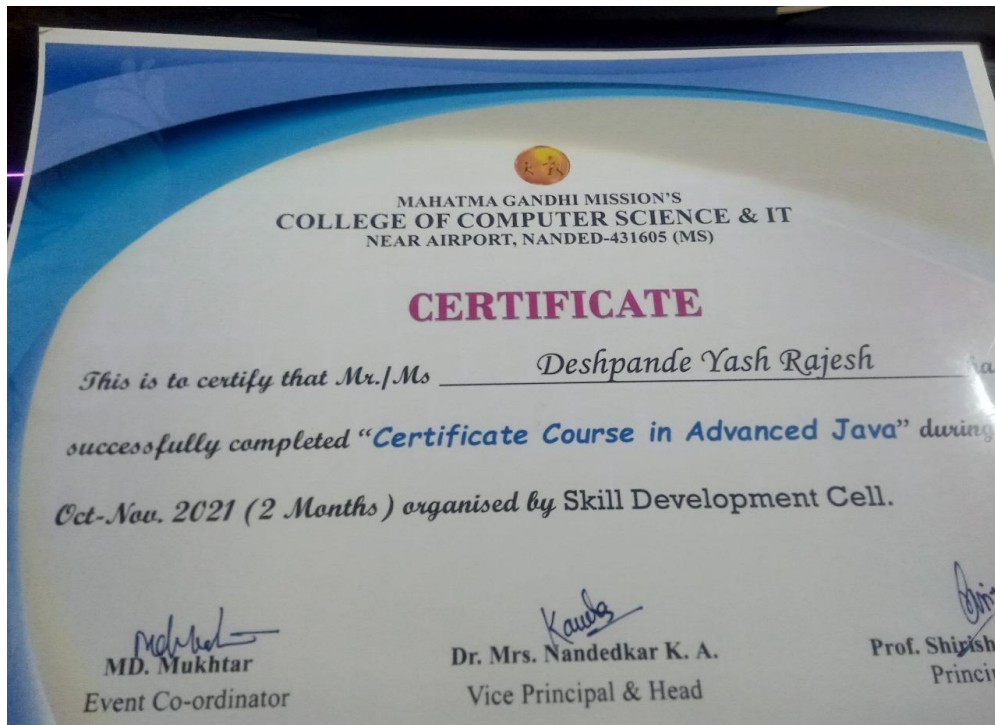 MAHATMA GANDHI MISSION'S
COLLEGE OF COMPUTER SCIENCE & IT
NEAR AIRPORT, NANDED-431605 (MS)
CERTIFICATE
This is to certify that Mr./Ms Deshpande Yash Rajesh
successfully completed “Certificate Course in Advanced Java” during
Oct-Nov. 2021 (2 Months) organised by Skill Development Cell.
MD. Mukhtar Dr. Mrs. Nandedkar K. A. Prof. Shirish
Event Co-ordinator Vice Principal & Head